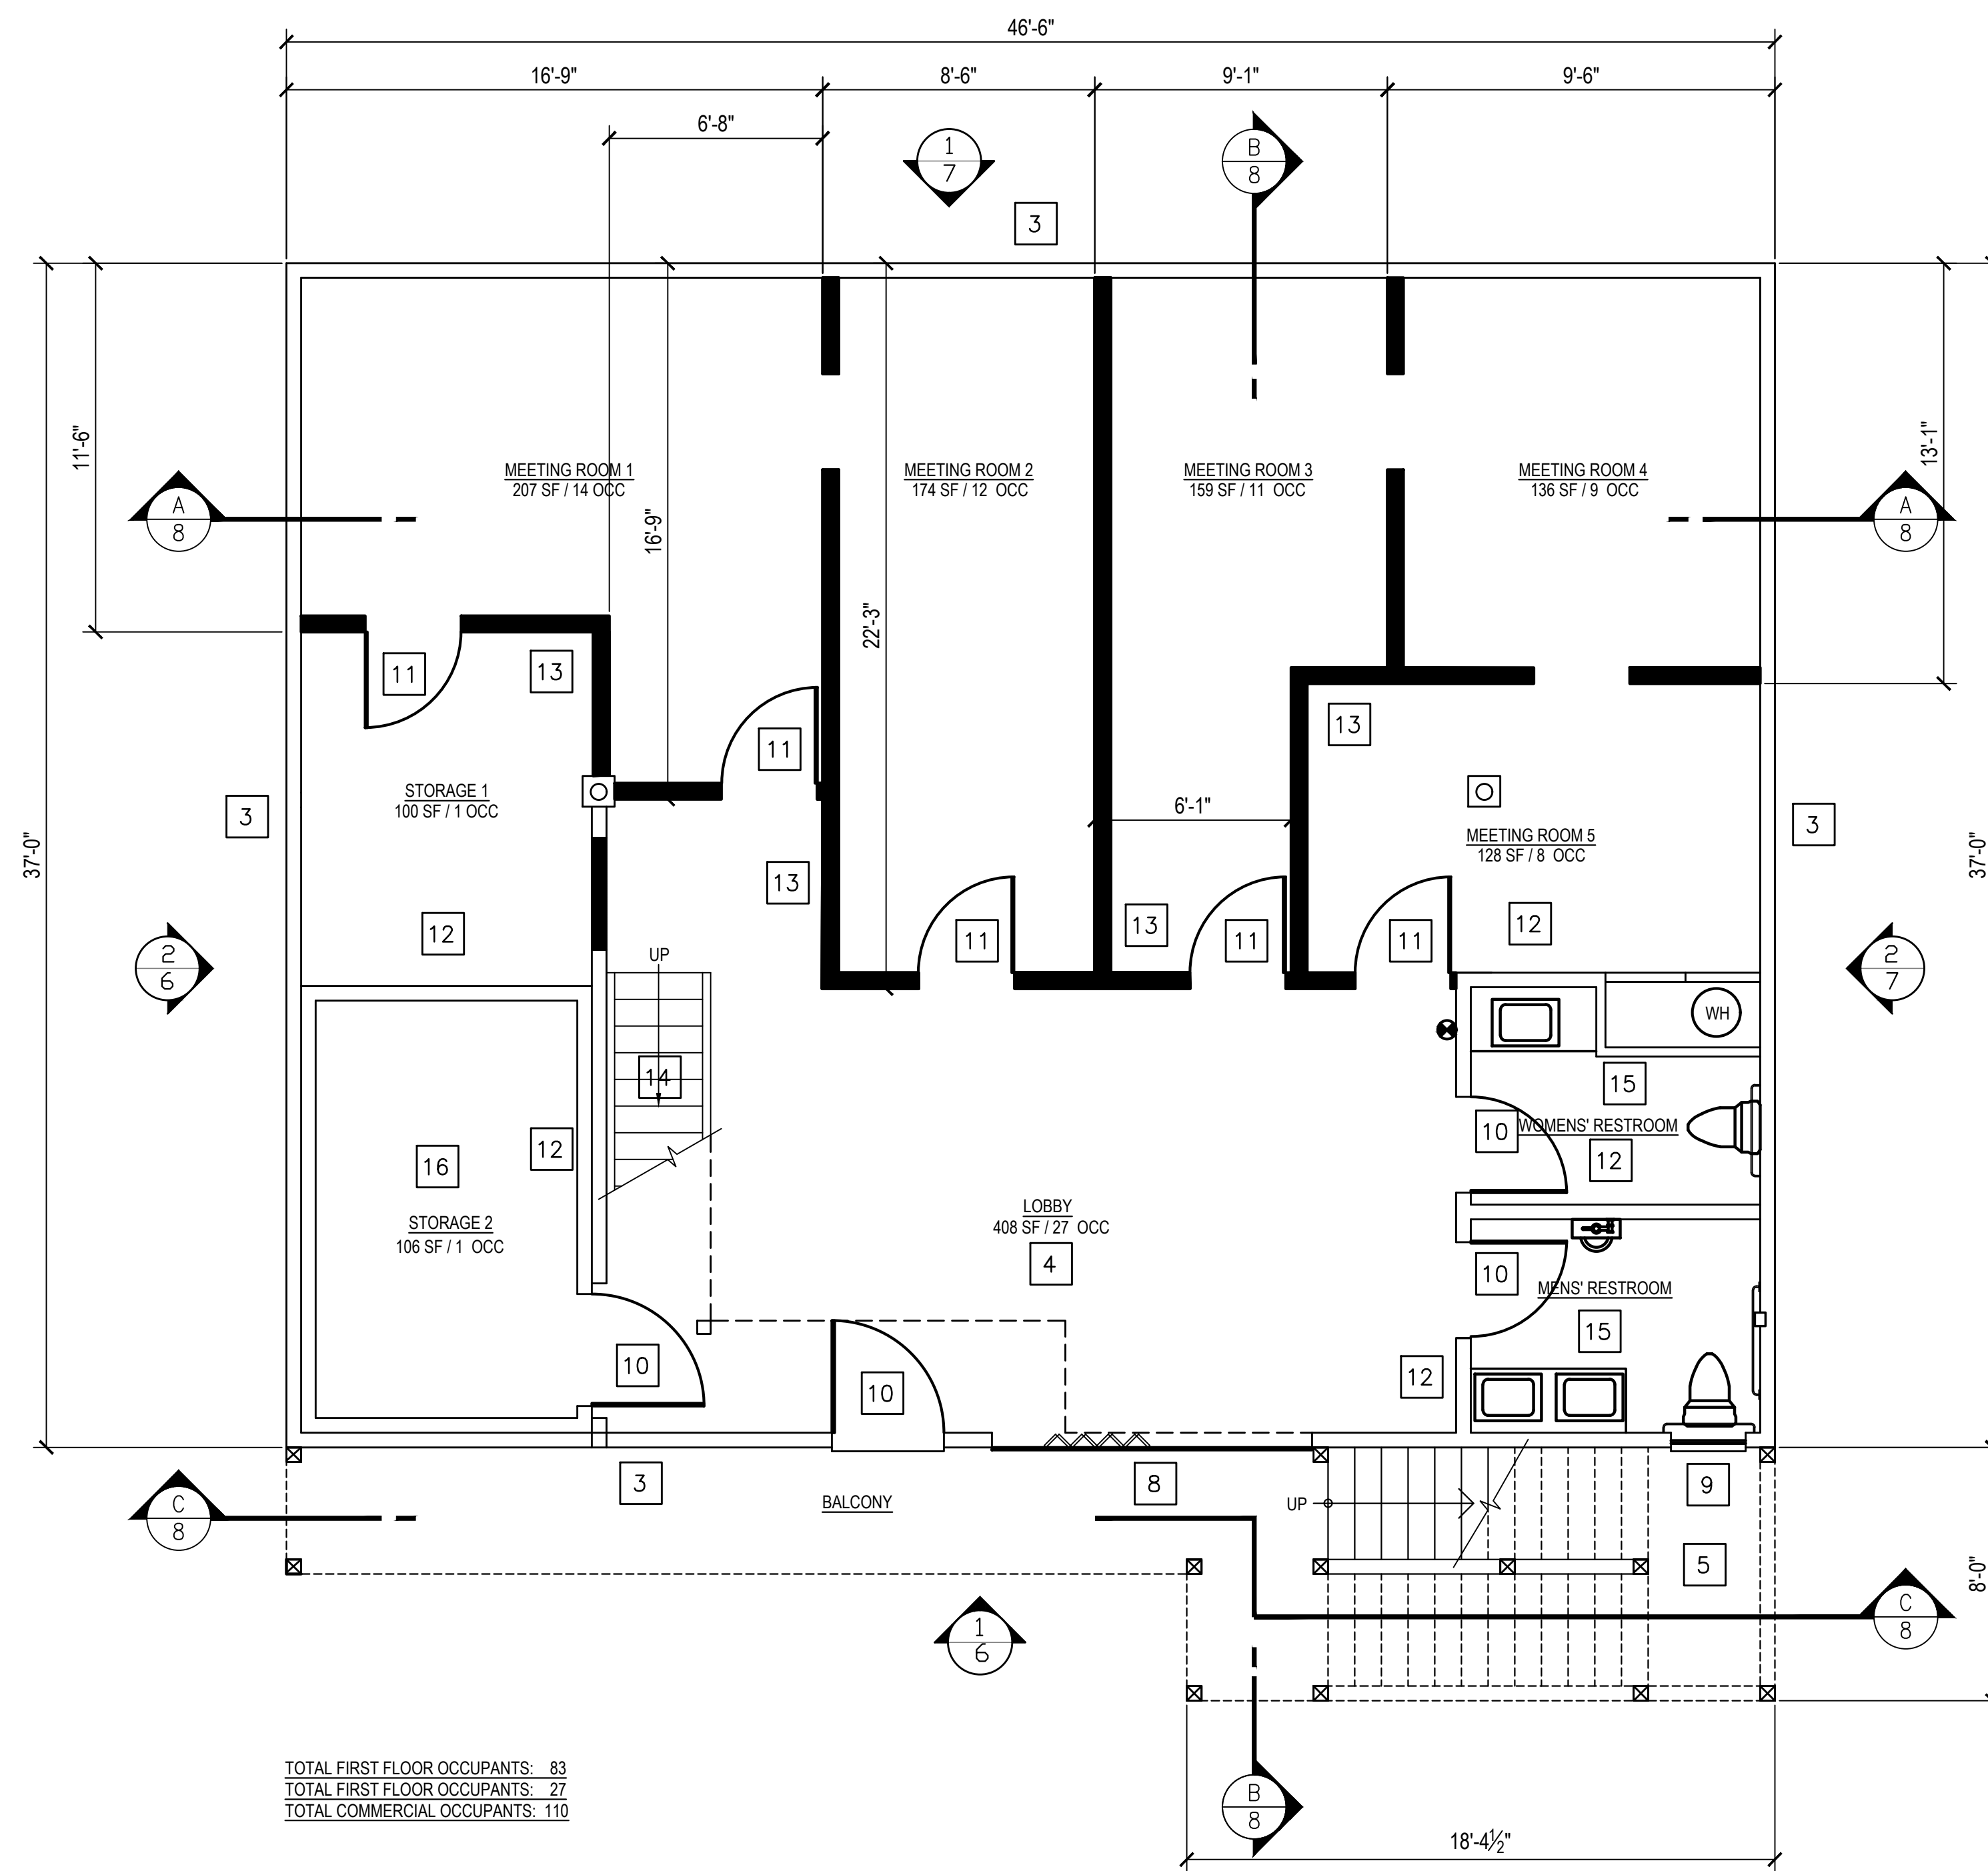 46'-6"
16'-9"
8'-6"
9'-1"
9'-6"
6'-8"
1
7
B
8
3
11'-6"
13'-1"
MEETING ROOM 1
207 SF / 14 OCC
MEETING ROOM 2
174 SF / 12 OCC
MEETING ROOM 3
159 SF / 11 OCC
MEETING ROOM 4
136 SF / 9 OCC
A
8
16'-9"
A
8
22'-3"
11
13
13
11
STORAGE 1
100 SF / 1 OCC
3
6'-1"
3
37'-0"
MEETING ROOM 5
128 SF / 8 OCC
37'-0"
13
12
13
12
11
11
11
UP
2
6
2
7
WH
14
15
WOMENS' RESTROOM
10
12
12
16
STORAGE 2
106 SF / 1 OCC
LOBBY
408 SF / 27 OCC
4
10
MENS' RESTROOM
15
10
10
12
3
8
9
BALCONY
UP
C
8
5
8'-0"
C
8
1
6
TOTAL FIRST FLOOR OCCUPANTS: 83
TOTAL FIRST FLOOR OCCUPANTS: 27
TOTAL COMMERCIAL OCCUPANTS: 110
B
8
18'-4½"